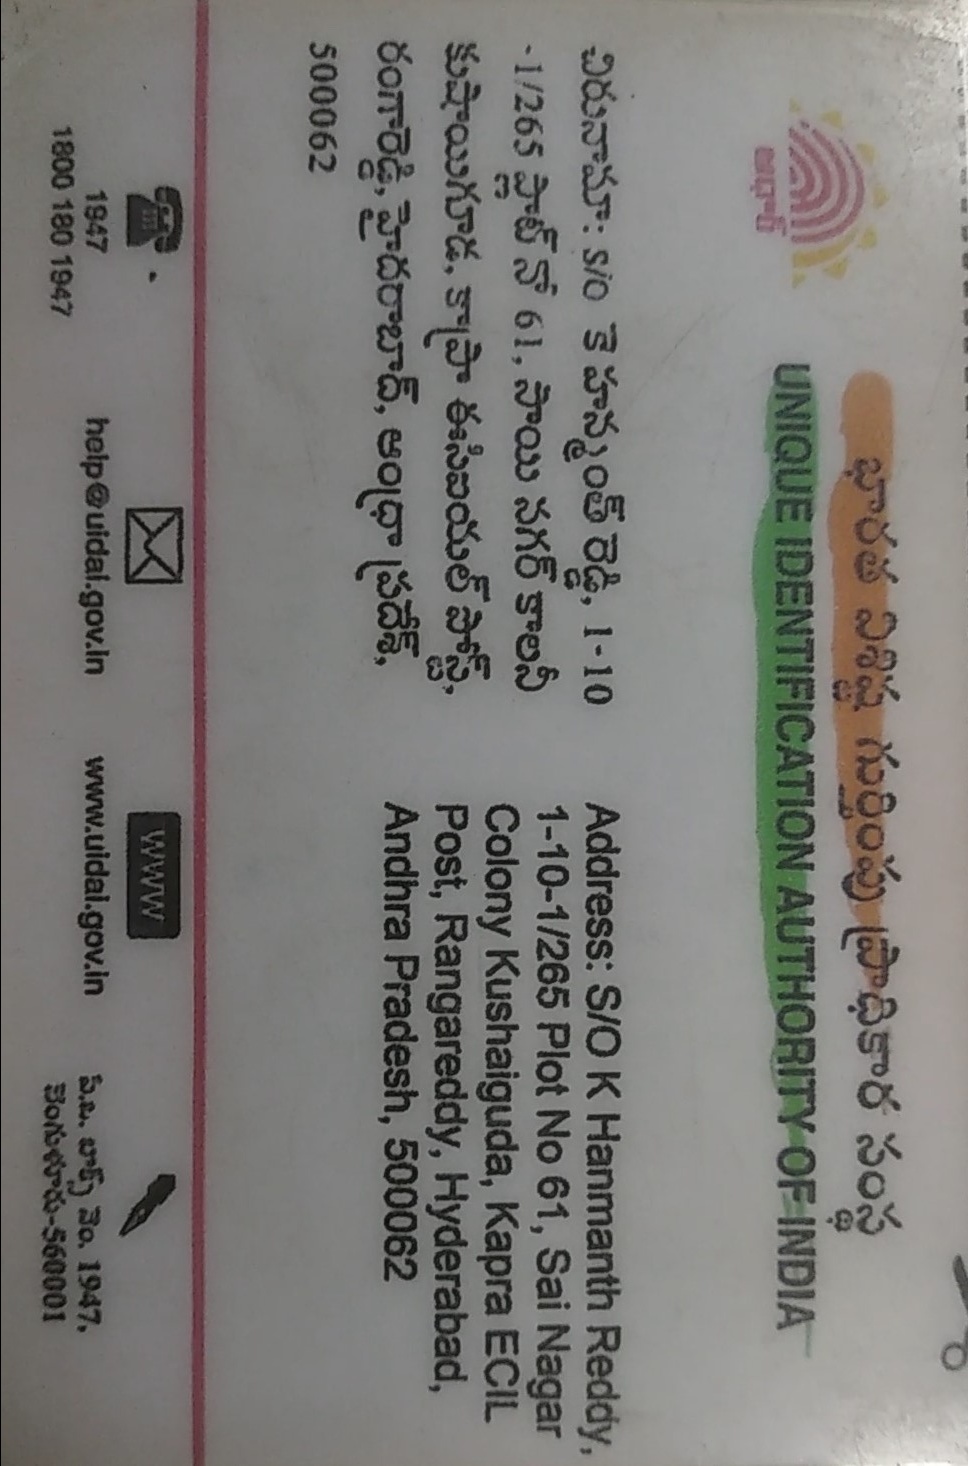 భారత విశిష్ట గుర్తింపు ప్రాధికార సంస్థ
UNIQUE IDENTIFICATION AUTHORITY OF INDIA
ఆధార్
చిరునామా: S/O కె హన్మంత్ రెడ్డి, 1-10
-1/265 ప్లాట్ నో 61, సాయి నగర్ కాలనీ
కుషాయిగూడ, కాప్రా ఈసిఐయల్ పోస్ట్,
రంగారెడ్డి, హైదరాబాద్, ఆంధ్రా ప్రదేశ్,
500062
Address: S/O K Hanmanth Reddy,
1-10-1/265 Plot No 61, Sai Nagar
Colony Kushaiguda, Kapra ECIL
Post, Rangareddy, Hyderabad,
Andhra Pradesh, 500062
1947
1800 180 1947
help@uidai.gov.in
WWW
www.uidai.gov.in
పి.బి. బాక్స్ నెం. 1947,
బెంగుళూరు-560001